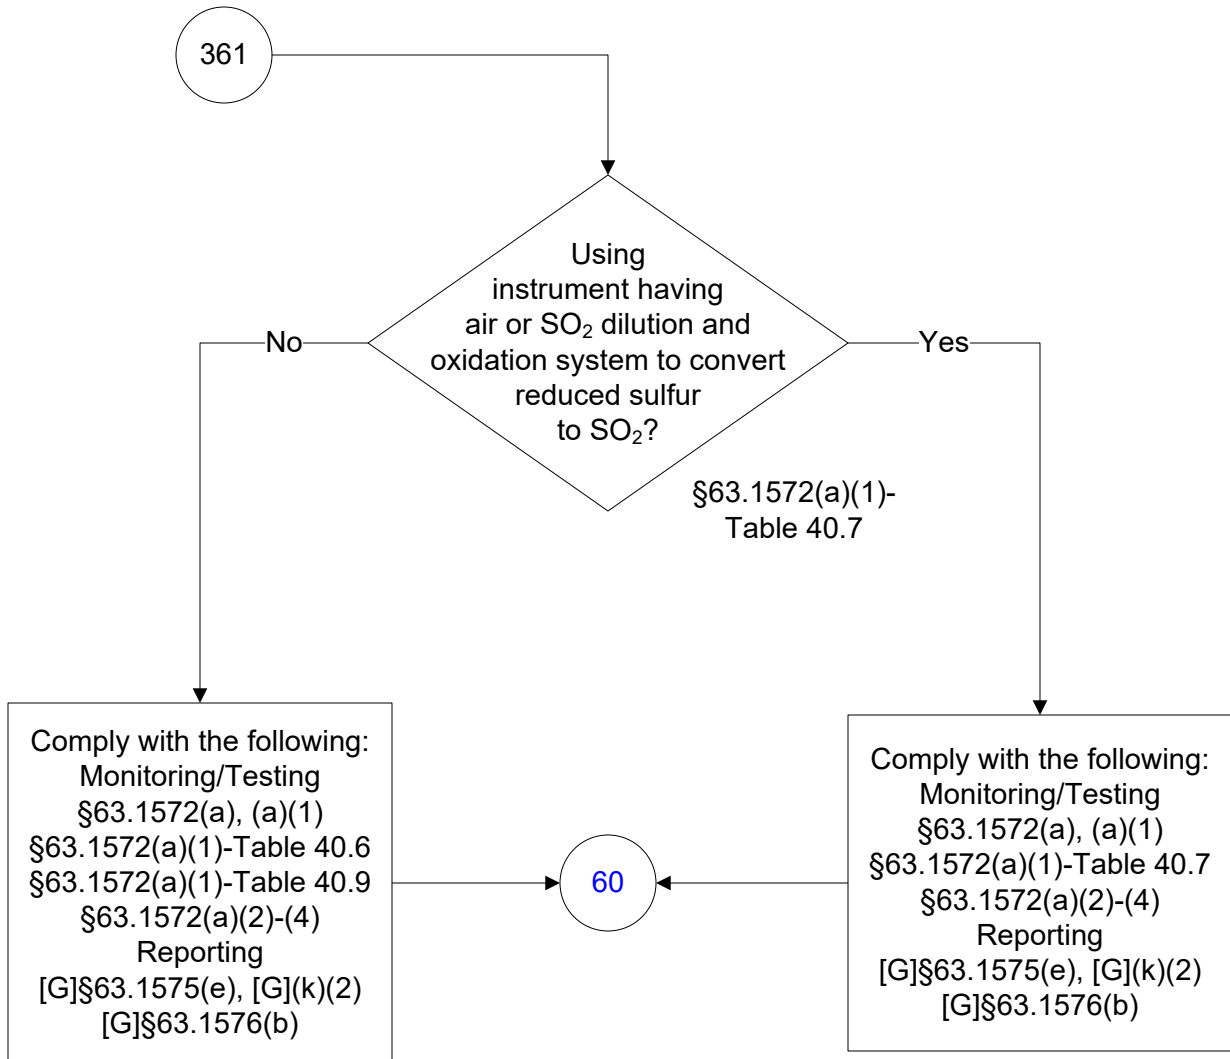 361
Using
instrument having
air or SO₂ dilution and
oxidation system to convert
reduced sulfur
to SO₂?
No
Yes
§63.1572(a)(1)-
Table 40.7
Comply with the following:
Monitoring/Testing
§63.1572(a), (a)(1)
§63.1572(a)(1)-Table 40.6
§63.1572(a)(1)-Table 40.9
§63.1572(a)(2)-(4)
Reporting
[G]§63.1575(e), [G](k)(2)
[G]§63.1576(b)
60
Comply with the following:
Monitoring/Testing
§63.1572(a), (a)(1)
§63.1572(a)(1)-Table 40.7
§63.1572(a)(2)-(4)
Reporting
[G]§63.1575(e), [G](k)(2)
[G]§63.1576(b)